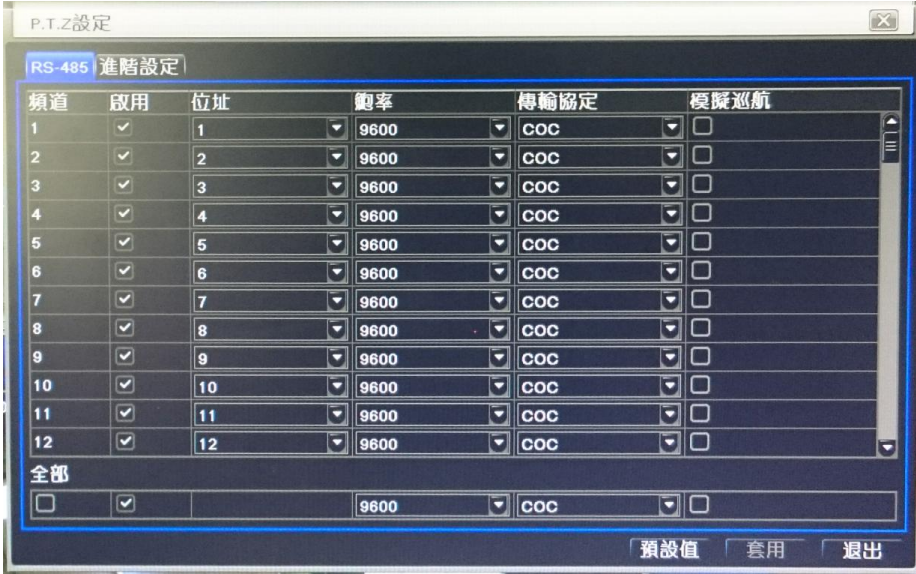 P.T.Z設定
RS-485 進階設定
頻道 啟用 位址 鮑率 傳輸協定 模擬巡航
1 1 9600 COC
2 2 9600 COC
3 3 9600 COC
4 4 9600 COC
5 5 9600 COC
6 6 9600 COC
7 7 9600 COC
8 8 9600 COC
9 9 9600 COC
10 10 9600 COC
11 11 9600 COC
12 12 9600 COC
全部
9600 COC
預設值 套用 退出